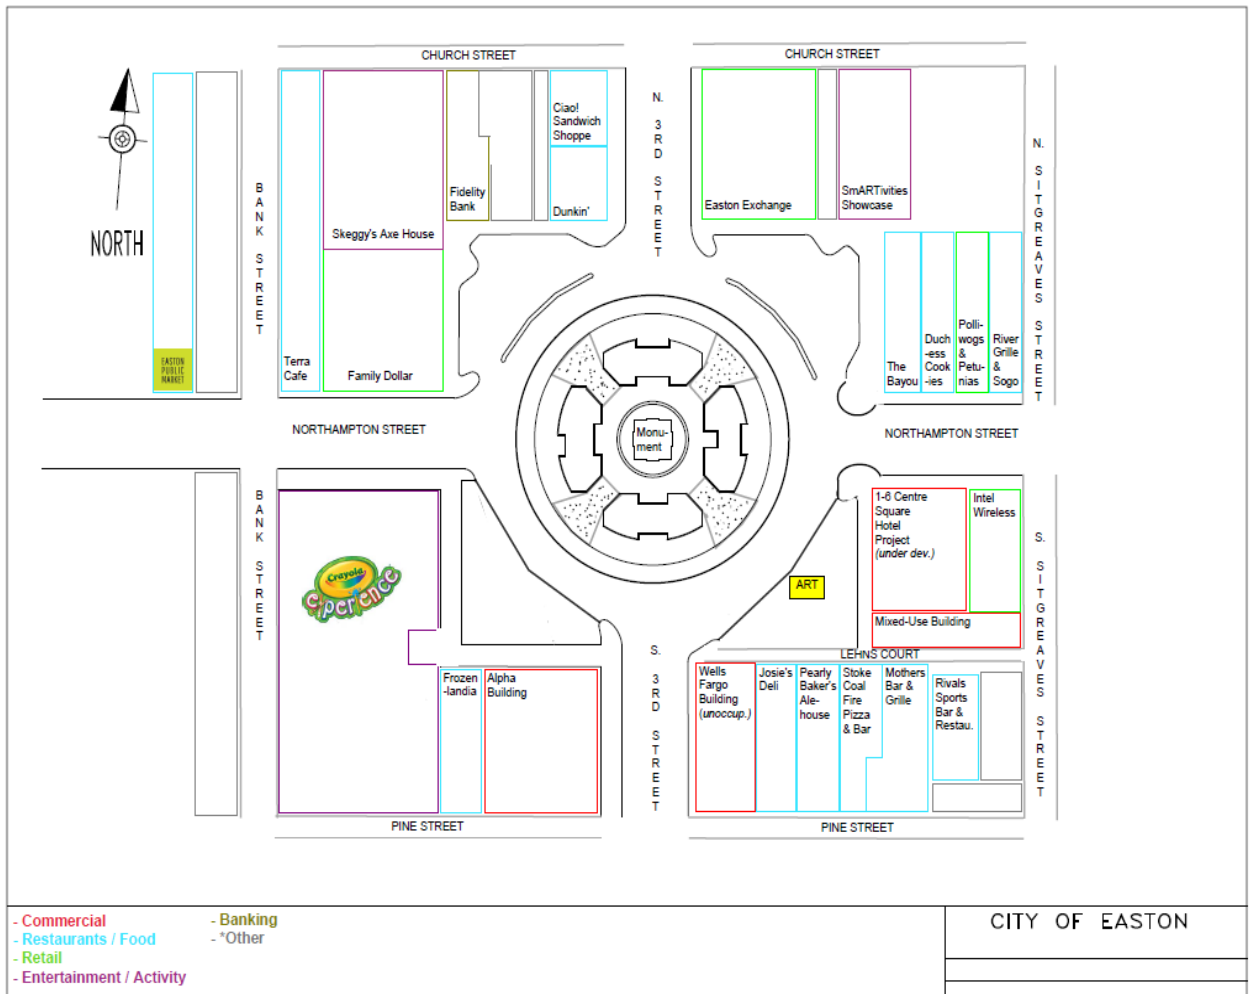 CHURCH STREET
CHURCH STREET
NORTH
BANK STREET
N. 3RD STREET
N. SITGREAVES STREET
Ciao!
Sandwich
Shoppe
Fidelity
Bank
Dunkin'
Skeggy's Axe House
Easton Exchange
SmARTivities
Showcase
EASTON
PUBLIC
MARKET
Terra
Cafe
Family Dollar
The
Bayou
Duch
-ess
Cook
-ies
Polli-
wogs
&
Petu-
nias
River
Grille
&
Sogo
NORTHAMPTON STREET
Monu-
ment
NORTHAMPTON STREET
BANK STREET
Crayola
experience
1-6 Centre
Square
Hotel
Project
(under dev.)
Intel
Wireless
ART
Mixed-Use Building
LEHNS COURT
S. 3RD STREET
S. SITGREAVES STREET
Frozen
-landia
Alpha
Building
Wells
Fargo
Building
(unoccup.)
Josie's
Deli
Pearly
Baker's
Ale-
house
Stoke
Coal
Fire
Pizza
& Bar
Mothers
Bar &
Grille
Rivals
Sports
Bar &
Restau.
PINE STREET
PINE STREET
- Commercial
- Restaurants / Food
- Retail
- Entertainment / Activity
- Banking
- *Other
CITY OF EASTON